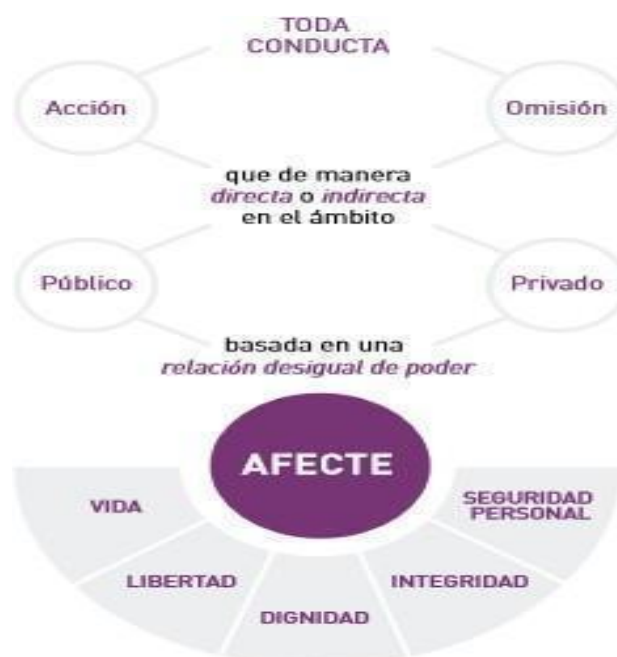 TODA
CONDUCTA
Acción
Omisión
que de manera
directa o indirecta
en el ámbito
Público
Privado
basada en una
relación desigual de poder
AFECTE
VIDA
LIBERTAD
DIGNIDAD
INTEGRIDAD
SEGURIDAD
PERSONAL